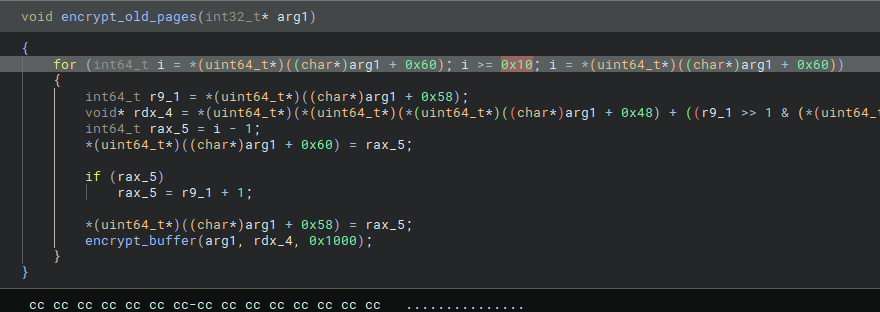 void encrypt_old_pages(int32_t* arg1)
{
for (int64_t i = *(uint64_t*)((char*)arg1 + 0x60); i >= 0x10; i = *(uint64_t*)((char*)arg1 + 0x60))
{
int64_t r9_1 = *(uint64_t*)((char*)arg1 + 0x58);
void* rdx_4 = *(uint64_t*)(*(uint64_t*)(*(uint64_t*)((char*)arg1 + 0x48) + ((r9_1 >> 1 & (*(uint64_t
int64_t rax_5 = i - 1;
*(uint64_t*)((char*)arg1 + 0x60) = rax_5;
if (rax_5)
rax_5 = r9_1 + 1;
*(uint64_t*)((char*)arg1 + 0x58) = rax_5;
encrypt_buffer(arg1, rdx_4, 0x1000);
}
}
cc cc cc cc cc cc cc-cc cc cc cc cc cc cc cc ...............